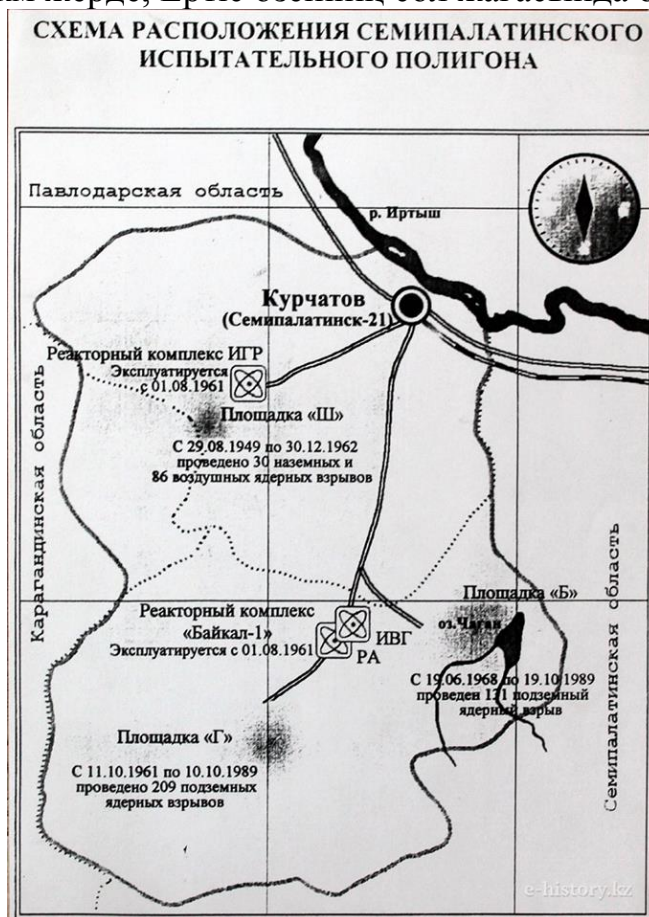 СХЕМА РАСПОЛОЖЕНИЯ СЕМИПАЛАТИНСКОГО
ИСПЫТАТЕЛЬНОГО ПОЛИГОНА
Павлодарская область
р. Иртыш
Курчатов
(Семипалатинск-21)
Реакторный комплекс ИГР
Эксплуатируется
с 01.08.1961
Площадка «Ш»
С 29.08.1949 по 30.12.1962
проведено 30 наземных и
86 воздушных ядерных взрывов
Карагандинская область
Реакторный комплекс
«Байкал-1»
Эксплуатируется с 01.08.1961
ИВГ
РА
Площадка «Б»
оз.Чаган
С 19.06.1968 по 19.10.1989
проведен 131 подземный
ядерный взрыв
Семипалатинская область
Площадка «Г»
С 11.10.1961 по 10.10.1989
проведено 209 подземных
ядерных взрывов
e-history.kz